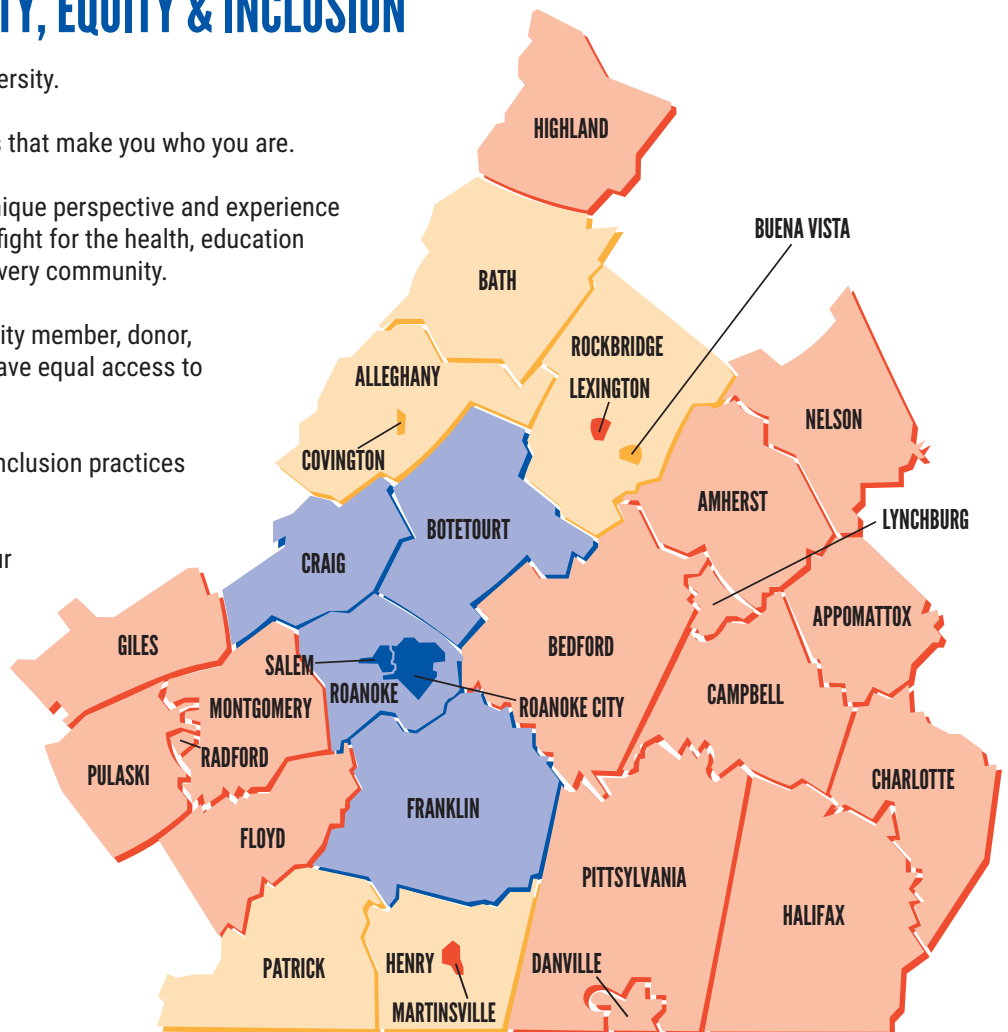 TY, EQUITY & INCLUSION
ersity.
s that make you who you are.
nique perspective and experience
fight for the health, education
very community.
ity member, donor,
ave equal access to
nclusion practices
ur
HIGHLAND
BUENA VISTA
BATH
ROCKBRIDGE
ALLEGHANY
LEXINGTON
NELSON
COVINGTON
AMHERST
LYNCHBURG
BOTETOURT
CRAIG
APPOMATTOX
GILES
BEDFORD
SALEM
ROANOKE
CAMPBELL
MONTGOMERY
ROANOKE CITY
RADFORD
PULASKI
CHARLOTTE
FRANKLIN
FLOYD
PITTSYLVANIA
HALIFAX
PATRICK
HENRY
DANVILLE
MARTINSVILLE